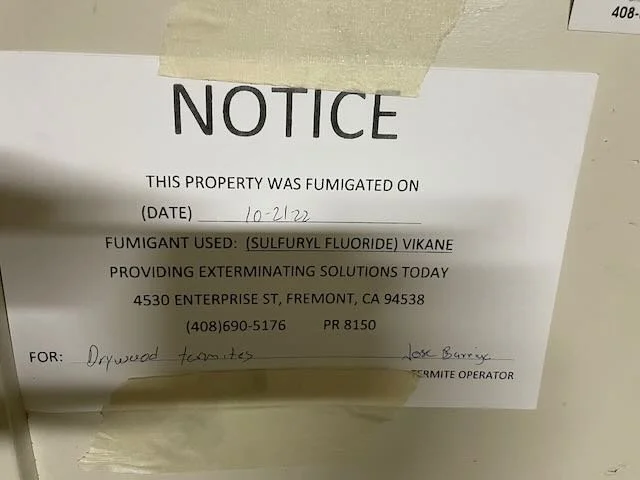 408-
NOTICE
THIS PROPERTY WAS FUMIGATED ON
(DATE) 10-21-22
FUMIGANT USED: (SULFURYL FLUORIDE) VIKANE
PROVIDING EXTERMINATING SOLUTIONS TODAY
4530 ENTERPRISE ST, FREMONT, CA 94538
(408)690-5176 PR 8150
FOR: Drywood termites Jose
TERMITE OPERATOR